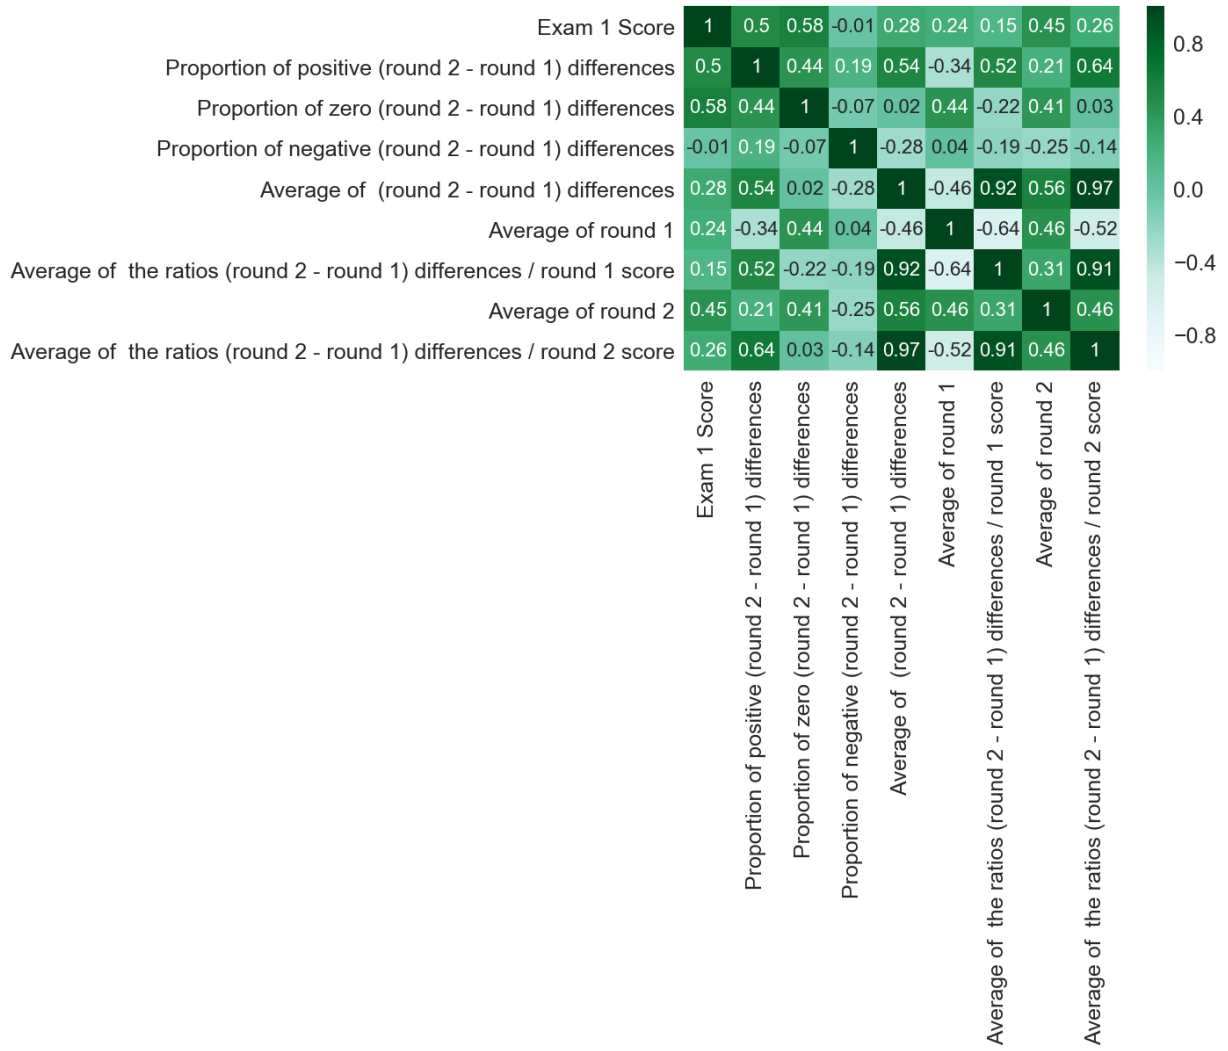 Exam 1 Score 1 0.5 0.58 -0.01 0.28 0.24 0.15 0.45 0.26
Proportion of positive (round 2 - round 1) differences 0.5 1 0.44 0.19 0.54 -0.34 0.52 0.21 0.64
Proportion of zero (round 2 - round 1) differences 0.58 0.44 1 -0.07 0.02 0.44 -0.22 0.41 0.03
Proportion of negative (round 2 - round 1) differences -0.01 0.19 -0.07 1 -0.28 0.04 -0.19 -0.25 -0.14
Average of  (round 2 - round 1) differences 0.28 0.54 0.02 -0.28 1 -0.46 0.92 0.56 0.97
Average of round 1 0.24 -0.34 0.44 0.04 -0.46 1 -0.64 0.46 -0.52
Average of  the ratios (round 2 - round 1) differences / round 1 score 0.15 0.52 -0.22 -0.19 0.92 -0.64 1 0.31 0.91
Average of round 2 0.45 0.21 0.41 -0.25 0.56 0.46 0.31 1 0.46
Average of  the ratios (round 2 - round 1) differences / round 2 score 0.26 0.64 0.03 -0.14 0.97 -0.52 0.91 0.46 1
Exam 1 Score
Proportion of positive (round 2 - round 1) differences
Proportion of zero (round 2 - round 1) differences
Proportion of negative (round 2 - round 1) differences
Average of  (round 2 - round 1) differences
Average of round 1
Average of  the ratios (round 2 - round 1) differences / round 1 score
Average of round 2
Average of  the ratios (round 2 - round 1) differences / round 2 score
0.8
0.4
0.0
−0.4
−0.8